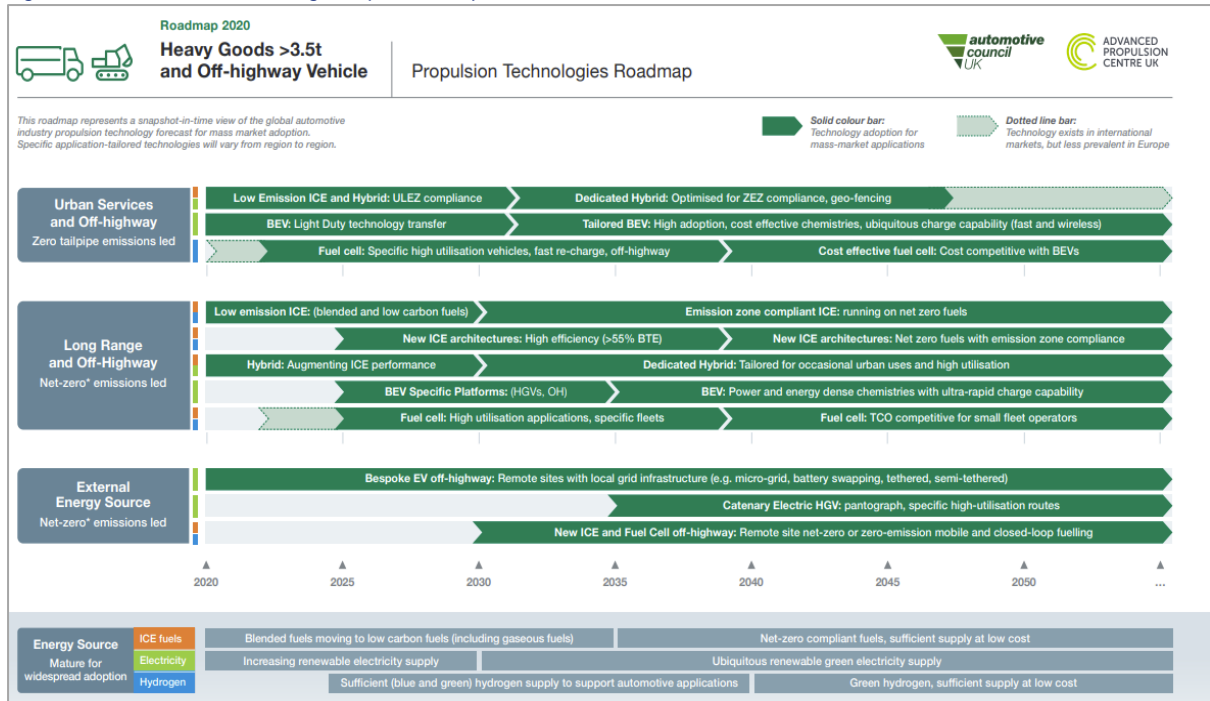 Roadmap 2020
Heavy Goods >3.5t
and Off-highway Vehicle
Propulsion Technologies Roadmap
automotive
council
UK
ADVANCED
PROPULSION
CENTRE UK
This roadmap represents a snapshot-in-time view of the global automotive
industry propulsion technology forecast for mass market adoption.
Specific application-tailored technologies will vary from region to region.
Solid colour bar:
Technology adoption for
mass-market applications
Dotted line bar:
Technology exists in international
markets, but less prevalent in Europe
Urban Services
and Off-highway
Zero tailpipe emissions led
Low Emission ICE and Hybrid: ULEZ compliance
Dedicated Hybrid: Optimised for ZEZ compliance, geo-fencing
BEV: Light Duty technology transfer
Tailored BEV: High adoption, cost effective chemistries, ubiquitous charge capability (fast and wireless)
Fuel cell: Specific high utilisation vehicles, fast re-charge, off-highway
Cost effective fuel cell: Cost competitive with BEVs
Long Range
and Off-Highway
Net-zero* emissions led
Low emission ICE: (blended and low carbon fuels)
Emission zone compliant ICE: running on net zero fuels
New ICE architectures: High efficiency (>55% BTE)
New ICE architectures: Net zero fuels with emission zone compliance
Hybrid: Augmenting ICE performance
Dedicated Hybrid: Tailored for occasional urban uses and high utilisation
BEV Specific Platforms: (HGVs, OH)
BEV: Power and energy dense chemistries with ultra-rapid charge capability
Fuel cell: High utilisation applications, specific fleets
Fuel cell: TCO competitive for small fleet operators
External
Energy Source
Net-zero* emissions led
Bespoke EV off-highway: Remote sites with local grid infrastructure (e.g. micro-grid, battery swapping, tethered, semi-tethered)
Catenary Electric HGV: pantograph, specific high-utilisation routes
New ICE and Fuel Cell off-highway: Remote site net-zero or zero-emission mobile and closed-loop fuelling
2020 2025 2030 2035 2040 2045 2050 ...
Energy Source
Mature for
widespread adoption
ICE fuels
Blended fuels moving to low carbon fuels (including gaseous fuels)
Net-zero compliant fuels, sufficient supply at low cost
Electricity
Increasing renewable electricity supply
Ubiquitous renewable green electricity supply
Hydrogen
Sufficient (blue and green) hydrogen supply to support automotive applications
Green hydrogen, sufficient supply at low cost